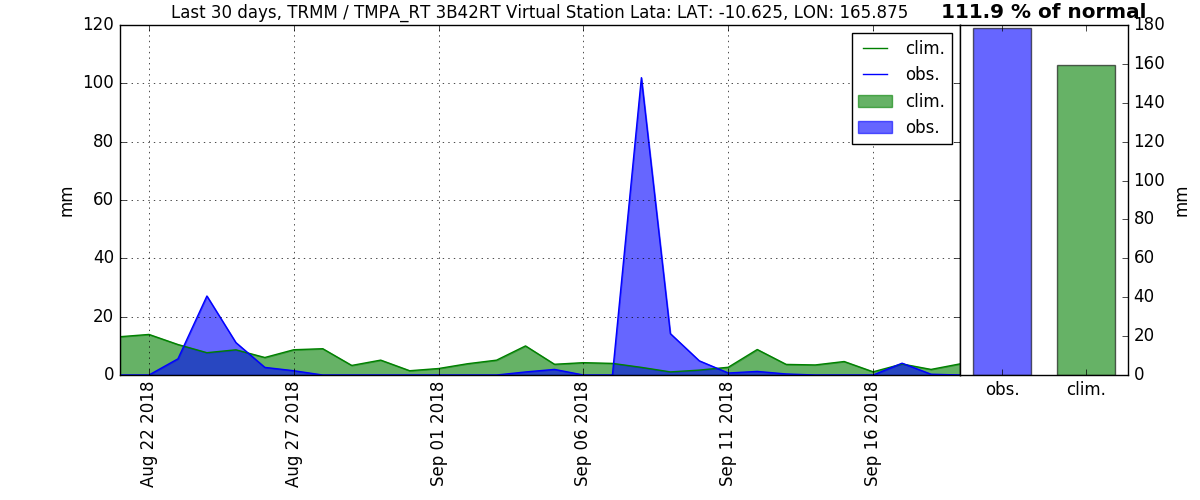 Last 30 days, TRMM / TMPA_RT 3B42RT Virtual Station Lata: LAT: -10.625, LON: 165.875
111.9 % of normal
120
100
80
60
40
20
0
mm
clim.
obs.
clim.
obs.
Aug 22 2018
Aug 27 2018
Sep 01 2018
Sep 06 2018
Sep 11 2018
Sep 16 2018
180
160
140
120
100
80
60
40
20
0
mm
obs.
clim.